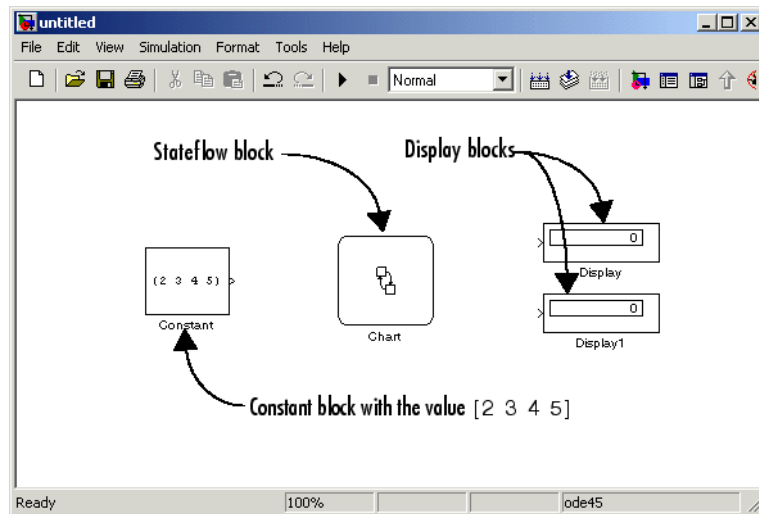 untitled
File Edit View Simulation Format Tools Help
Normal
Stateflow block
Display blocks
(2 3 4 5)
Constant
Chart
0
Display
0
Display1
Constant block with the value [2 3 4 5]
Ready 100% ode45